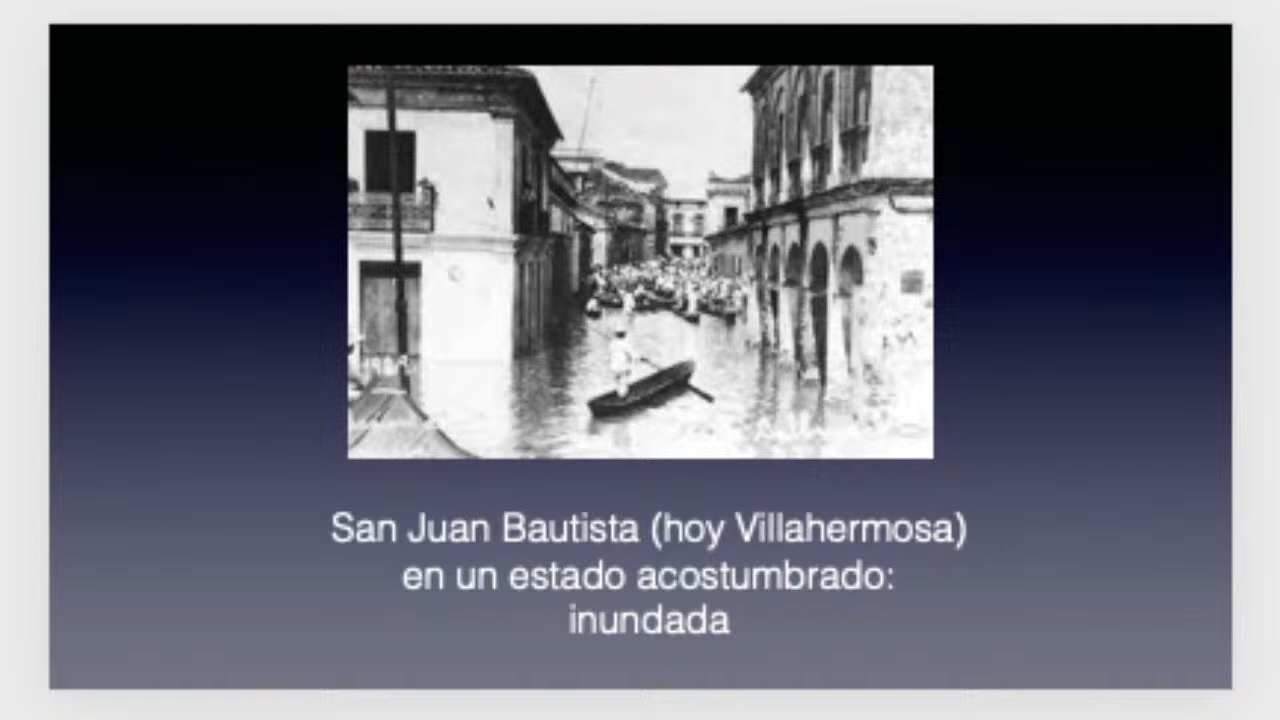 San Juan Bautista (hoy Villahermosa)
en un estado acostumbrado:
inundada